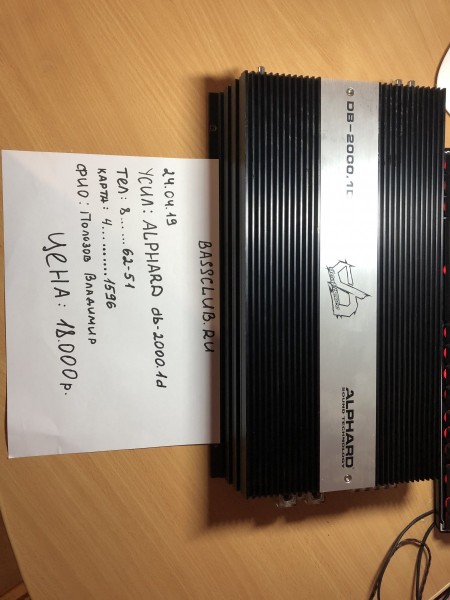 BASSCLUB.RU
24.04.19
УСИЛ: ALPHARD db-2000.1d
ТЕЛ: 8......62-51
КАРТА: 4..........1596
ФИО: Полозов Владимир
ЦЕНА: 18.000р.
DB-2000.1D
ALPHARD
SOUND TECHNOLOGY